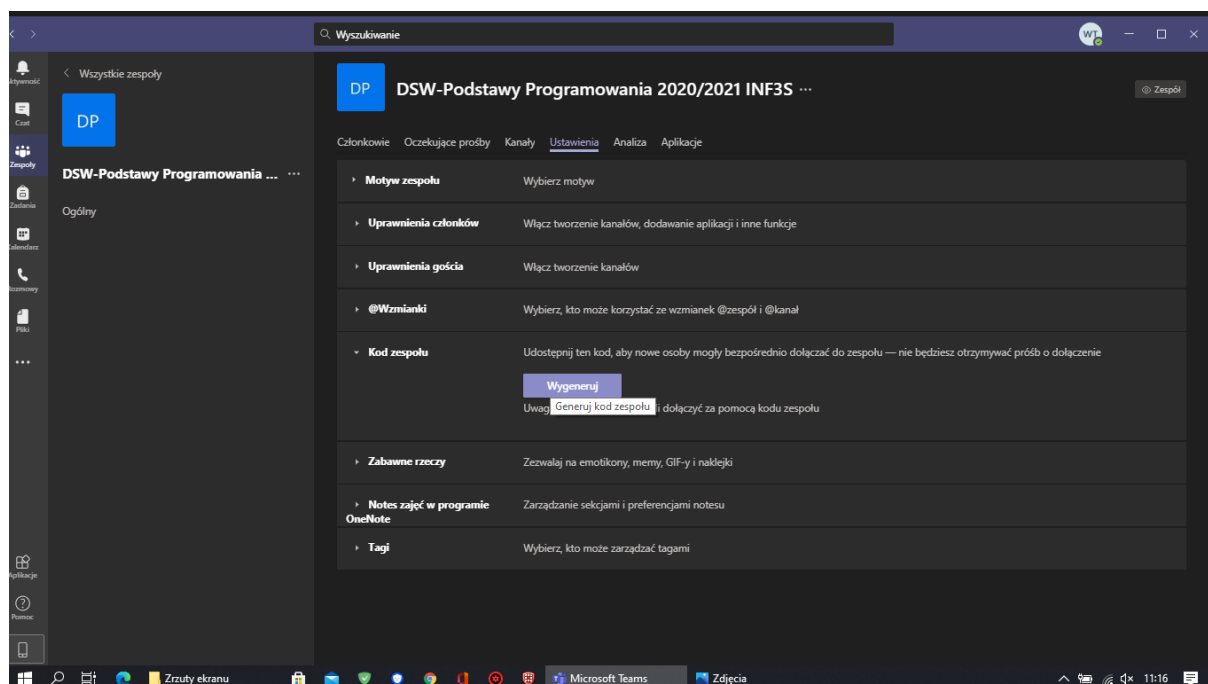 Wyszukiwanie
WT
Aktywność
Czat
Zespoły
Zadania
Kalendarz
Rozmowy
Pliki
Aplikacje
Pomoc
Wszystkie zespoły
DP
DSW-Podstawy Programowania ...
Ogólny
DP
DSW-Podstawy Programowania 2020/2021 INF3S ...
Zespół
Członkowie Oczekujące prośby Kanały Ustawienia Analiza Aplikacje
Motyw zespołu Wybierz motyw
Uprawnienia członków Włącz tworzenie kanałów, dodawanie aplikacji i inne funkcje
Uprawnienia gościa Włącz tworzenie kanałów
@Wzmianki Wybierz, kto może korzystać ze wzmianek @zespół i @kanał
Kod zespołu Udostępnij ten kod, aby nowe osoby mogły bezpośrednio dołączać do zespołu — nie będziesz otrzymywać próśb o dołączenie
Wygeneruj
Generuj kod zespołu
Uwag i dołączyć za pomocą kodu zespołu
Zabawne rzeczy Zezwalaj na emotikony, memy, GIF-y i naklejki
Notes zajęć w programie Zarządzanie sekcjami i preferencjami notesu
OneNote
Tagi Wybierz, kto może zarządzać tagami
Zrzuty ekranu Microsoft Teams Zdjęcia 11:16